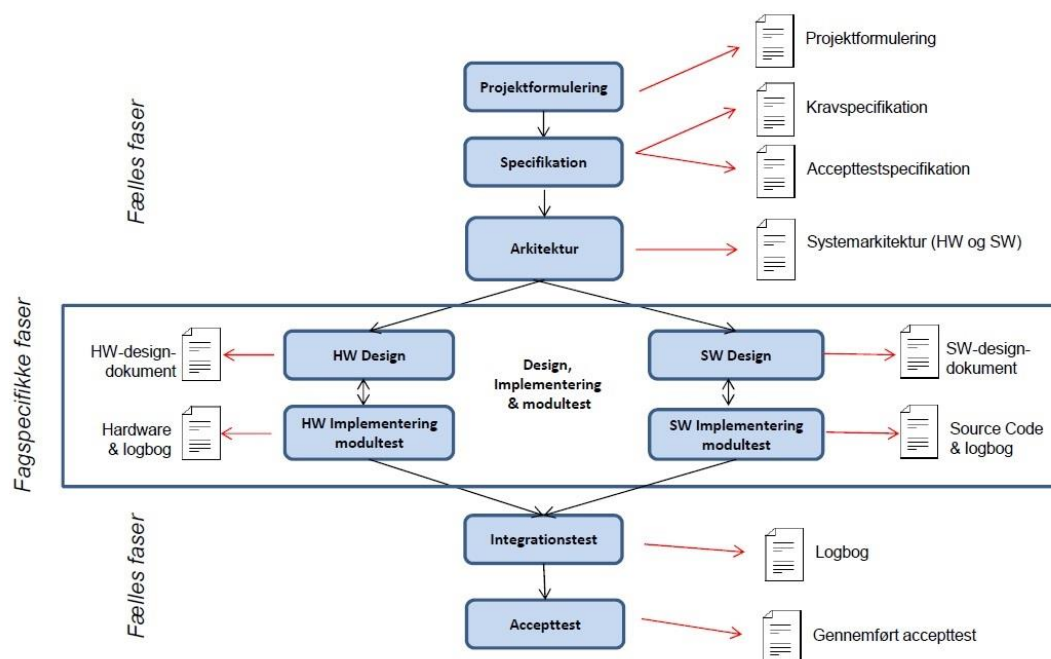 Projektformulering
Projektformulering
Kravspecifikation
Specifikation
Accepttestspecifikation
Fælles faser
Arkitektur
Systemarkitektur (HW og SW)
Fagspecifikke faser
HW-design-
dokument
HW Design
Design,
Implementering
& modultest
SW Design
SW-design-
dokument
Hardware
& logbog
HW Implementering
modultest
SW Implementering
modultest
Source Code
& logbog
Fælles faser
Integrationstest
Logbog
Accepttest
Gennemført accepttest